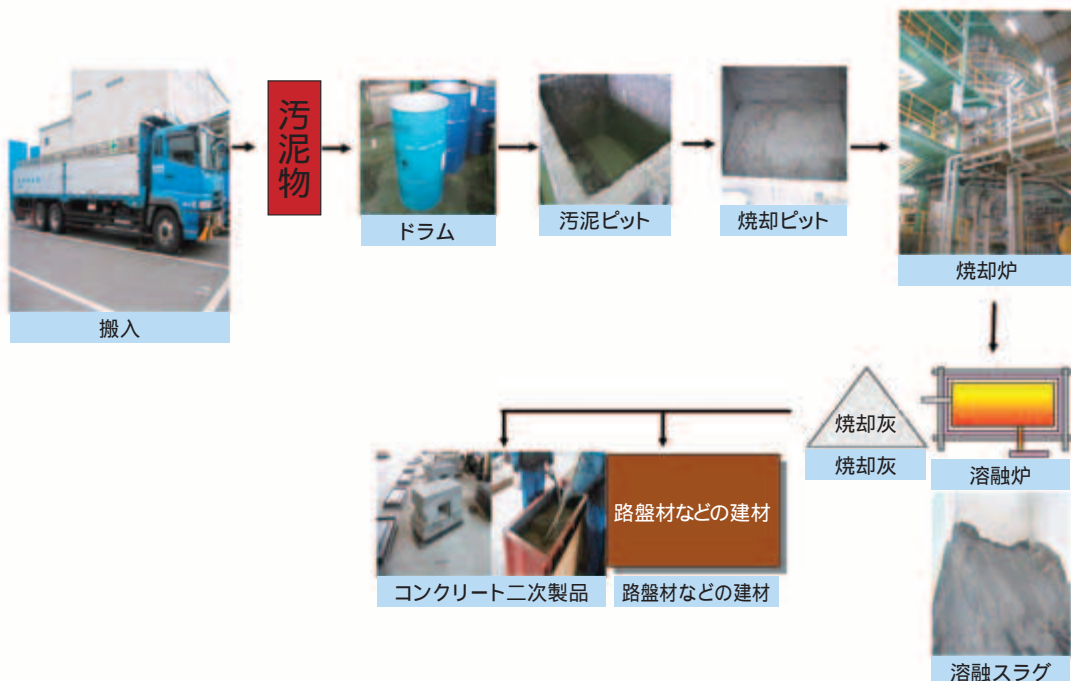 汚泥物
ドラム
汚泥ピット
焼却ピット
焼却炉
搬入
焼却灰
焼却灰
溶融炉
路盤材などの建材
コンクリート二次製品
路盤材などの建材
溶融スラグ